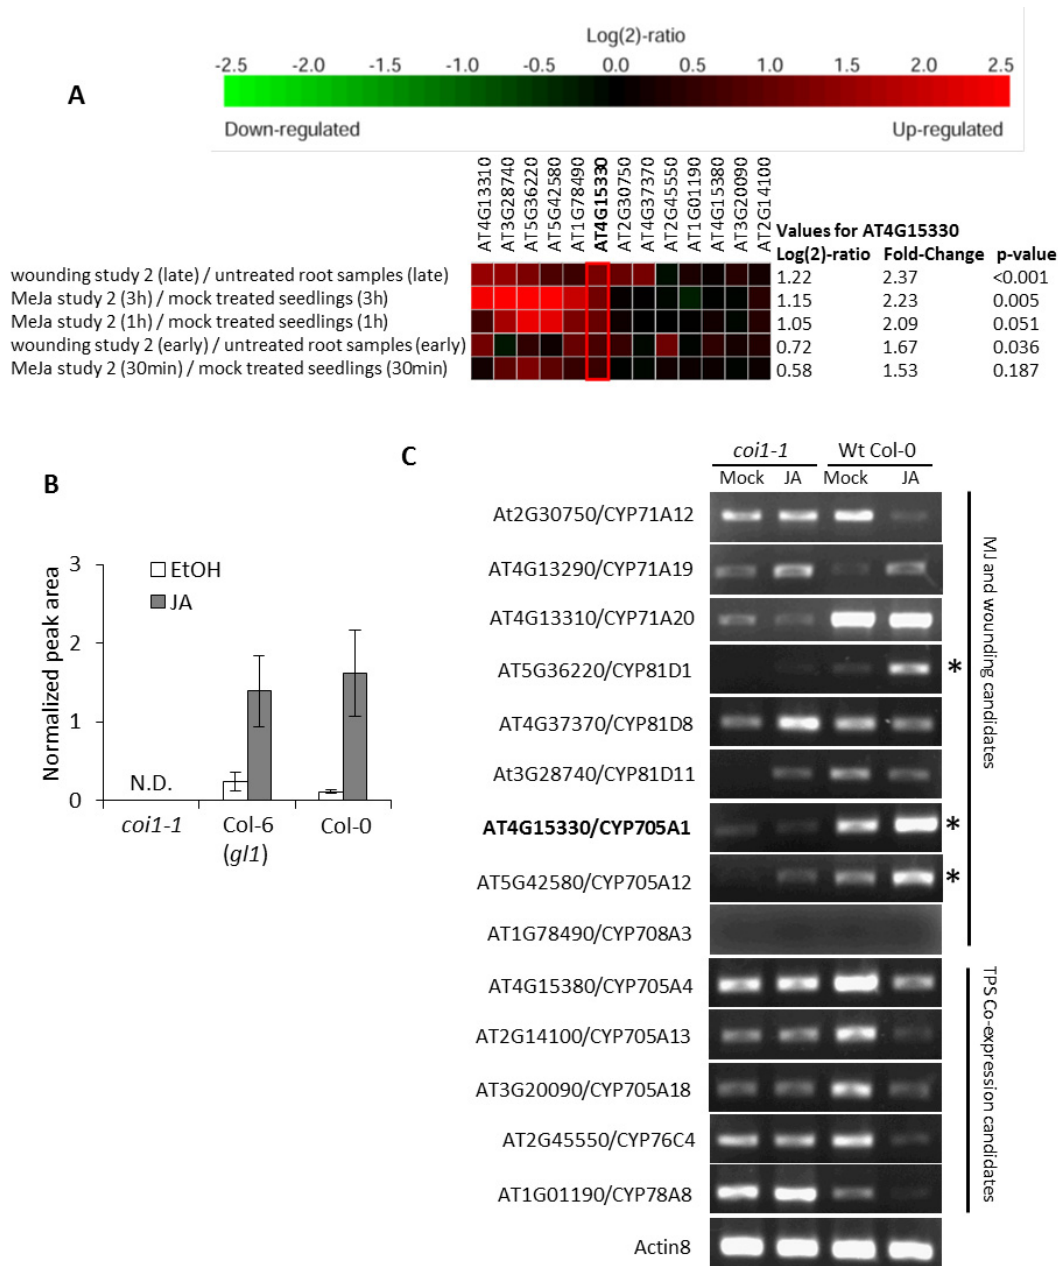 Log(2)-ratio
-2.5 -2.0 -1.5 -1.0 -0.5 0.0 0.5 1.0 1.5 2.0 2.5
A
Down-regulated Up-regulated
AT4G13310
AT3G28740
AT5G36220
AT5G42580
AT1G78490
AT4G15330
AT2G30750
AT4G37370
AT2G45550
AT1G01190
AT4G15380
AT3G20090
AT2G14100
Values for AT4G15330
Log(2)-ratio Fold-Change p-value
wounding study 2 (late) / untreated root samples (late) 1.22 2.37 <0.001
MeJa study 2 (3h) / mock treated seedlings (3h) 1.15 2.23 0.005
MeJa study 2 (1h) / mock treated seedlings (1h) 1.05 2.09 0.051
wounding study 2 (early) / untreated root samples (early) 0.72 1.67 0.036
MeJa study 2 (30min) / mock treated seedlings (30min) 0.58 1.53 0.187
B
Normalized peak area
3
2
1
0
EtOH
JA
N.D.
coi1-1 Col-6 Col-0
(gl1)
C
coi1-1 Wt Col-0
Mock JA Mock JA
At2G30750/CYP71A12
AT4G13290/CYP71A19
AT4G13310/CYP71A20
AT5G36220/CYP81D1 *
AT4G37370/CYP81D8
At3G28740/CYP81D11
AT4G15330/CYP705A1 *
AT5G42580/CYP705A12 *
AT1G78490/CYP708A3
MJ and wounding candidates
AT4G15380/CYP705A4
AT2G14100/CYP705A13
AT3G20090/CYP705A18
AT2G45550/CYP76C4
AT1G01190/CYP78A8
TPS Co-expression candidates
Actin8